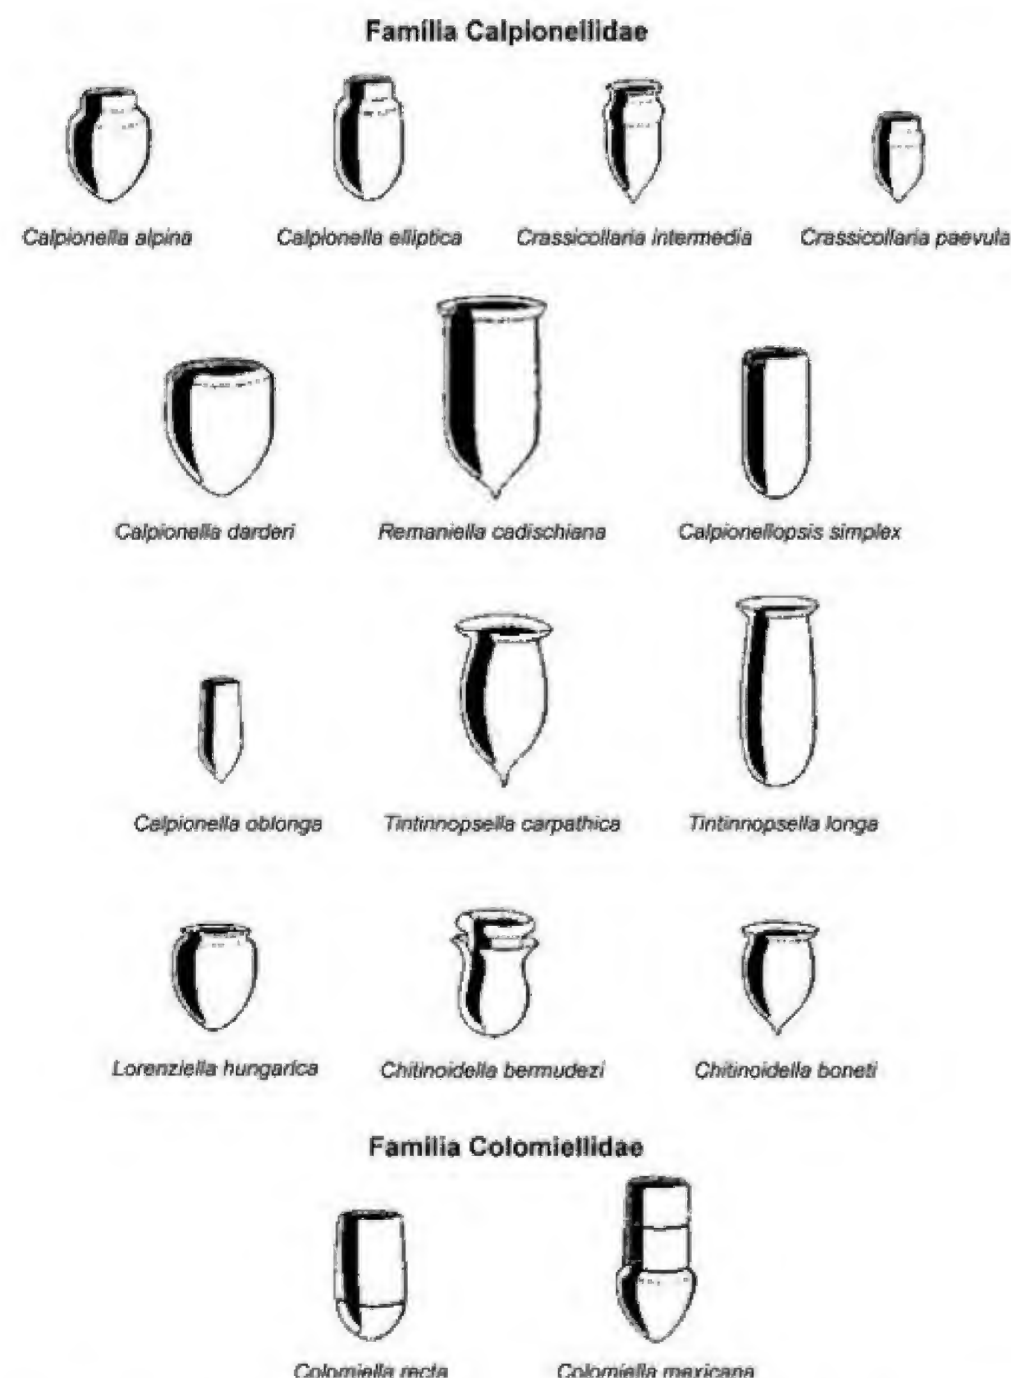 Família Calpionellidae
Calpionella alpina Calpionella elliptica Crassicollaria intermedia Crassicollaria paevula
Calpionella darderi Remaniella cadischiana Calpionellopsis simplex
Calpionella oblonga Tintinnopsella carpathica Tintinnopsella longa
Lorenziella hungarica Chitinoidella bermudezi Chitinoidella boneti
Família Colomiellidae
Colomiella recta Colomiella mexicana